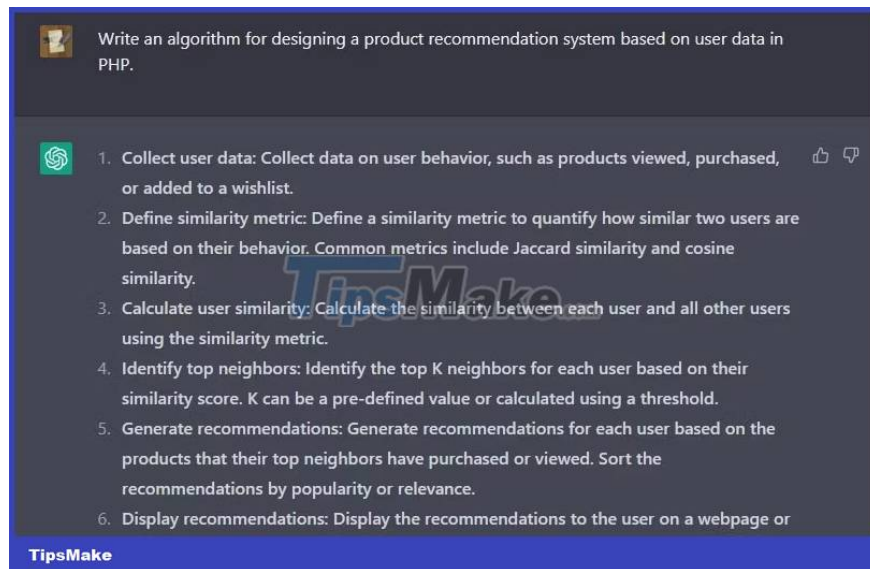 Write an algorithm for designing a product recommendation system based on user data in
PHP.
1. Collect user data: Collect data on user behavior, such as products viewed, purchased,
or added to a wishlist.
2. Define similarity metric: Define a similarity metric to quantify how similar two users are
based on their behavior. Common metrics include Jaccard similarity and cosine
similarity.
TipsMake
3. Calculate user similarity: Calculate the similarity between each user and all other users
using the similarity metric.
4. Identify top neighbors: Identify the top K neighbors for each user based on their
similarity score. K can be a pre-defined value or calculated using a threshold.
5. Generate recommendations: Generate recommendations for each user based on the
products that their top neighbors have purchased or viewed. Sort the
recommendations by popularity or relevance.
6. Display recommendations: Display the recommendations to the user on a webpage or
TipsMake